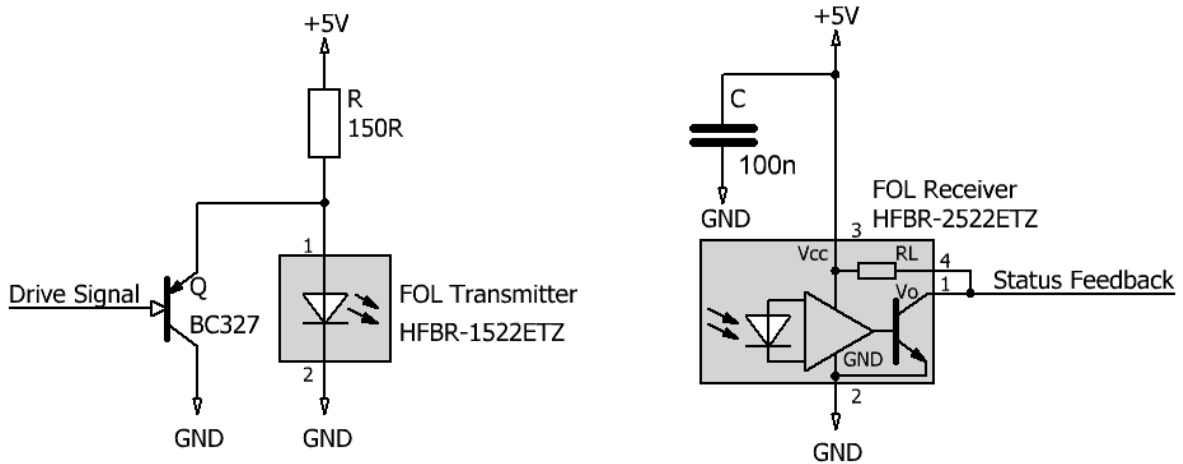 +5V
R
150R
1
Drive Signal
Q
BC327
FOL Transmitter
HFBR-1522ETZ
2
GND
GND
+5V
C
100n
GND
FOL Receiver
HFBR-2522ETZ
3
Vcc
RL
4
Vo
1
Status Feedback
GND
2
GND